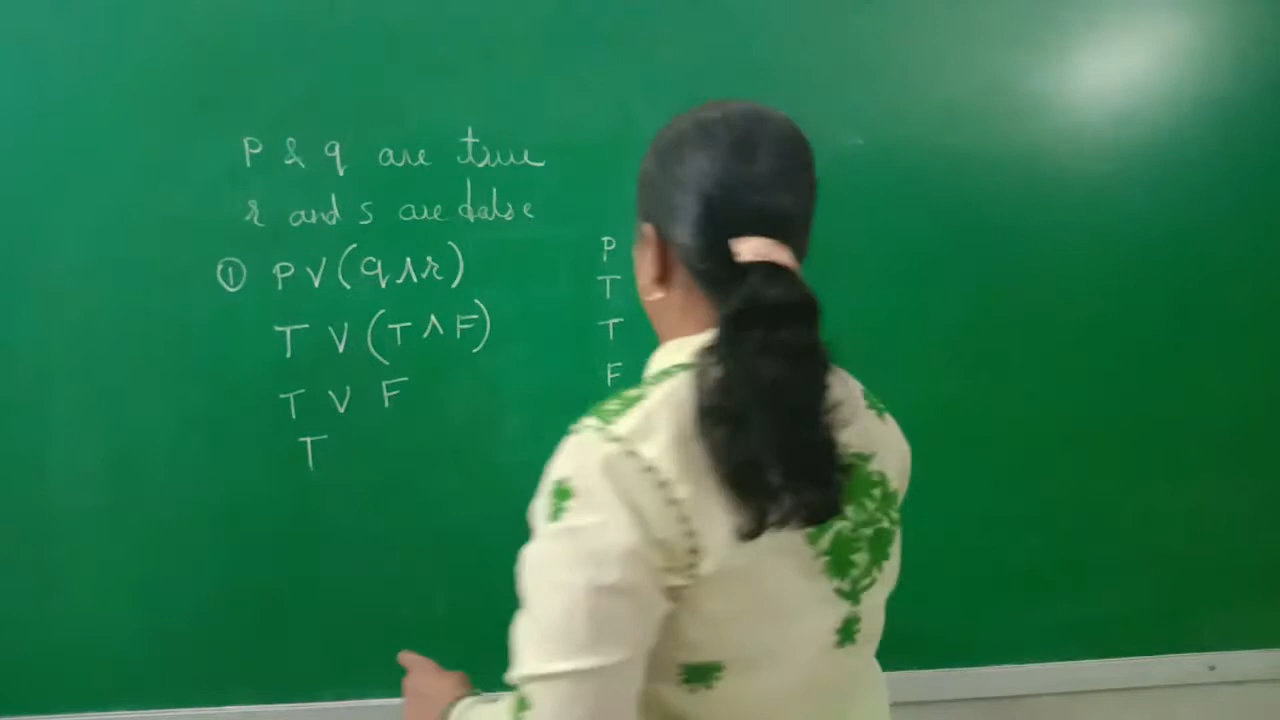 P & q are true
r and s are false
① P V (q ∧ r)
T V (T ∧ F)
T V F
T
P
T
T
F